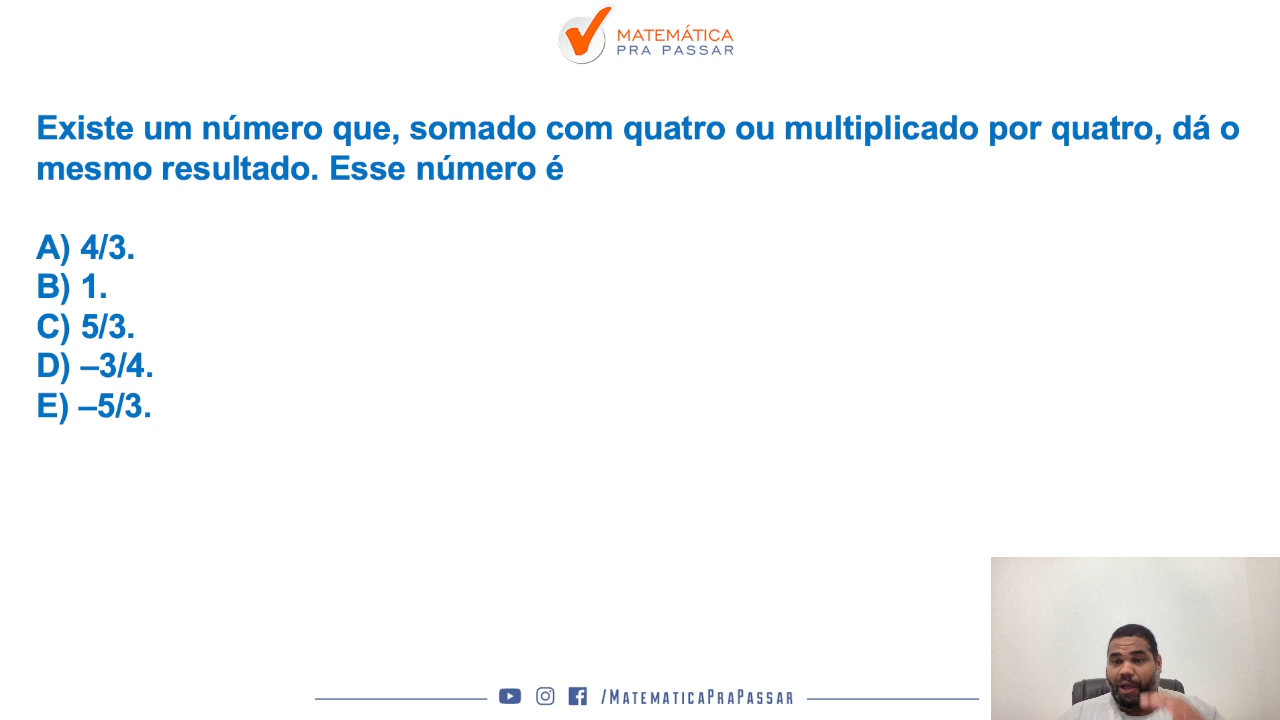 MATEMÁTICA
PRA PASSAR
Existe um número que, somado com quatro ou multiplicado por quatro, dá o
mesmo resultado. Esse número é
A) 4/3.
B) 1.
C) 5/3.
D) –3/4.
E) –5/3.
/MATEMATICAPRAPASSAR